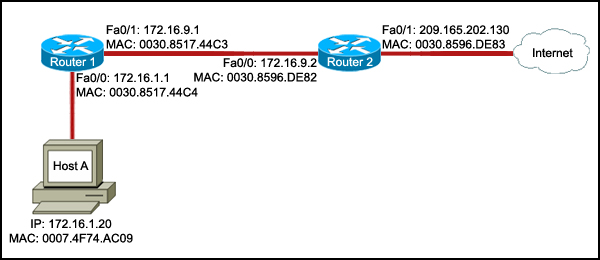 Fa0/1: 172.16.9.1
MAC: 0030.8517.44C3
Fa0/1: 209.165.202.130
MAC: 0030.8596.DE83
Router 1
Router 2
Internet
Fa0/0: 172.16.9.2
MAC: 0030.8596.DE82
Fa0/0: 172.16.1.1
MAC: 0030.8517.44C4
Host A
IP: 172.16.1.20
MAC: 0007.4F74.AC09